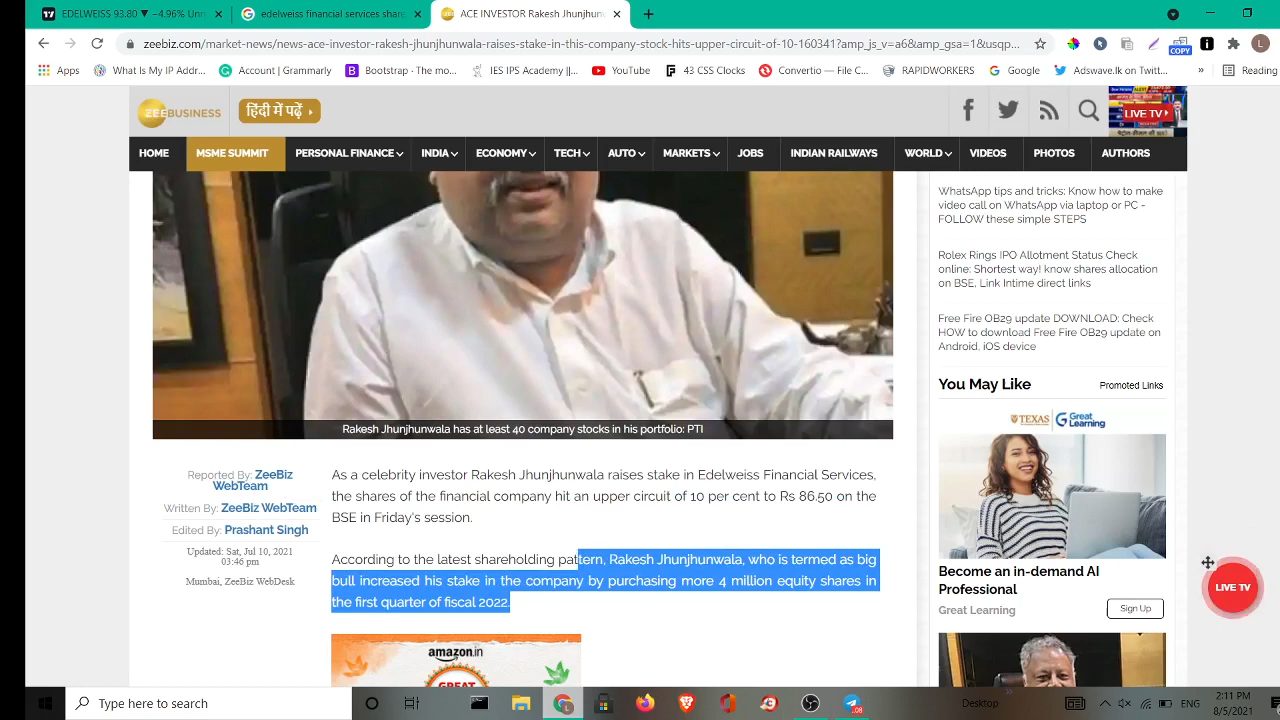 EDELWEISS 93.80 ▼ −4.96% Unn
edelweiss financial services share
ACE INVESTOR Rakesh Jhunjhunw
zeebiz.com/market-news/news-ace-investor-rakesh-jhunjhunwala-raises-stake-in-this-company-stock-hits-upper-circuit-of-10-160341?amp_js_v=a6&amp_gsa=1&usqp...
COPY
L
Apps
What Is My IP Addr...
Account | Grammarly
Bootstrap - The mo...
IES IPS Academy ||...
YouTube
43 CSS Clocks
Convertio — File C...
RAPIDWORKERS
Google
Adswave.lk on Twitt...
»
Reading
ZEEBUSINESS
हिंदी में पढ़ें
LIVE TV
HOME
MSME SUMMIT
PERSONAL FINANCE
INDIA
ECONOMY
TECH
AUTO
MARKETS
JOBS
INDIAN RAILWAYS
WORLD
VIDEOS
PHOTOS
AUTHORS
Rakesh Jhunjhunwala has at least 40 company stocks in his portfolio: PTI
Reported By: ZeeBiz
WebTeam
Written By: ZeeBiz WebTeam
Edited By: Prashant Singh
Updated: Sat, Jul 10, 2021
03:46 pm
Mumbai, ZeeBiz WebDesk
As a celebrity investor Rakesh Jhunjhunwala raises stake in Edelweiss Financial Services,
the shares of the financial company hit an upper circuit of 10 per cent to Rs 86.50 on the
BSE in Friday's session.
According to the latest shareholding pattern, Rakesh Jhunjhunwala, who is termed as big
bull increased his stake in the company by purchasing more 4 million equity shares in
the first quarter of fiscal 2022.
amazon.in
GREAT
WhatsApp tips and tricks: Know how to make
video call on WhatsApp via laptop or PC -
FOLLOW these simple STEPS
Rolex Rings IPO Allotment Status Check
online: Shortest way! know shares allocation
on BSE, Link Intime direct links
Free Fire OB29 update DOWNLOAD: Check
HOW to download Free Fire OB29 update on
Android, iOS device
You May Like
Promoted Links
TEXAS
Great
Learning
Become an in-demand AI
Professional
Great Learning
Sign Up
LIVE TV
Type here to search
Desktop
ENG
2:11 PM
8/5/2021